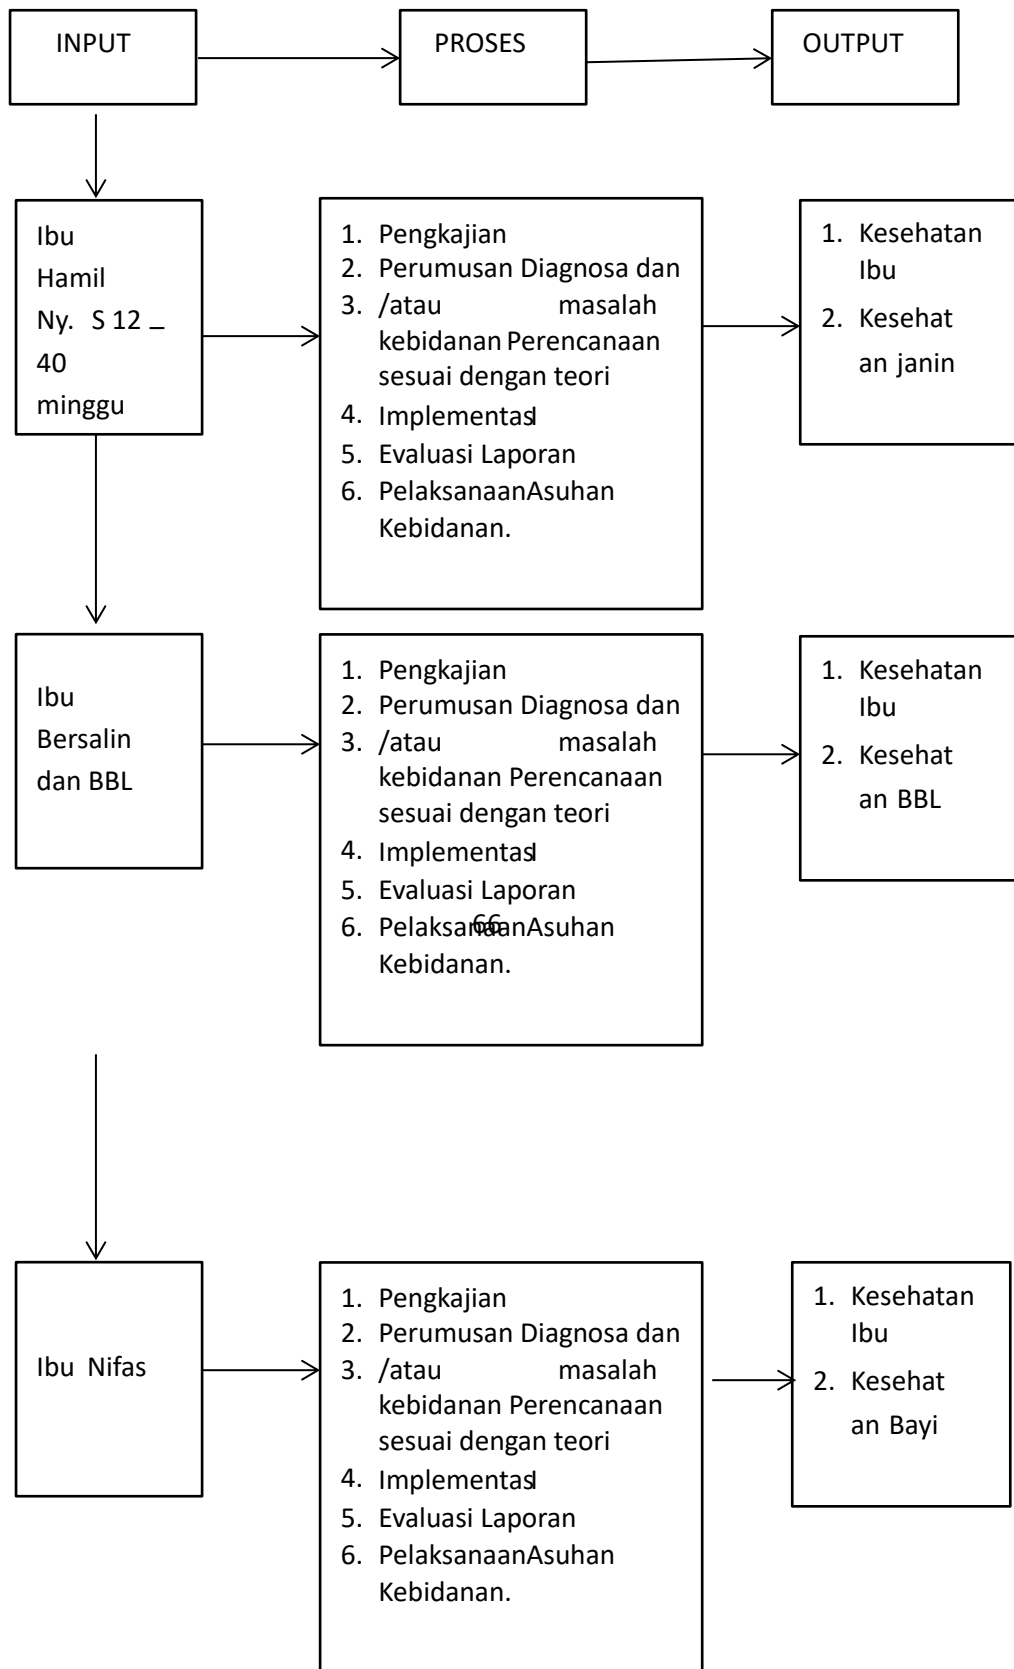 INPUT
PROSES
OUTPUT
Ibu
Hamil
Ny. S 12 _
40
minggu
1. Pengkajian
2. Perumusan Diagnosa dan
3. /atau masalah
kebidanan Perencanaan
sesuai dengan teori
4. ImplementasI
5. Evaluasi Laporan
6. PelaksanaanAsuhan
Kebidanan.
1. Kesehatan
Ibu
2. Kesehat
an janin
Ibu
Bersalin
dan BBL
1. Pengkajian
2. Perumusan Diagnosa dan
3. /atau masalah
kebidanan Perencanaan
sesuai dengan teori
4. ImplementasI
5. Evaluasi Laporan
6. PelaksanaanAsuhan
66
Kebidanan.
1. Kesehatan
Ibu
2. Kesehat
an BBL
Ibu Nifas
1. Pengkajian
2. Perumusan Diagnosa dan
3. /atau masalah
kebidanan Perencanaan
sesuai dengan teori
4. ImplementasI
5. Evaluasi Laporan
6. PelaksanaanAsuhan
Kebidanan.
1. Kesehatan
Ibu
2. Kesehat
an Bayi